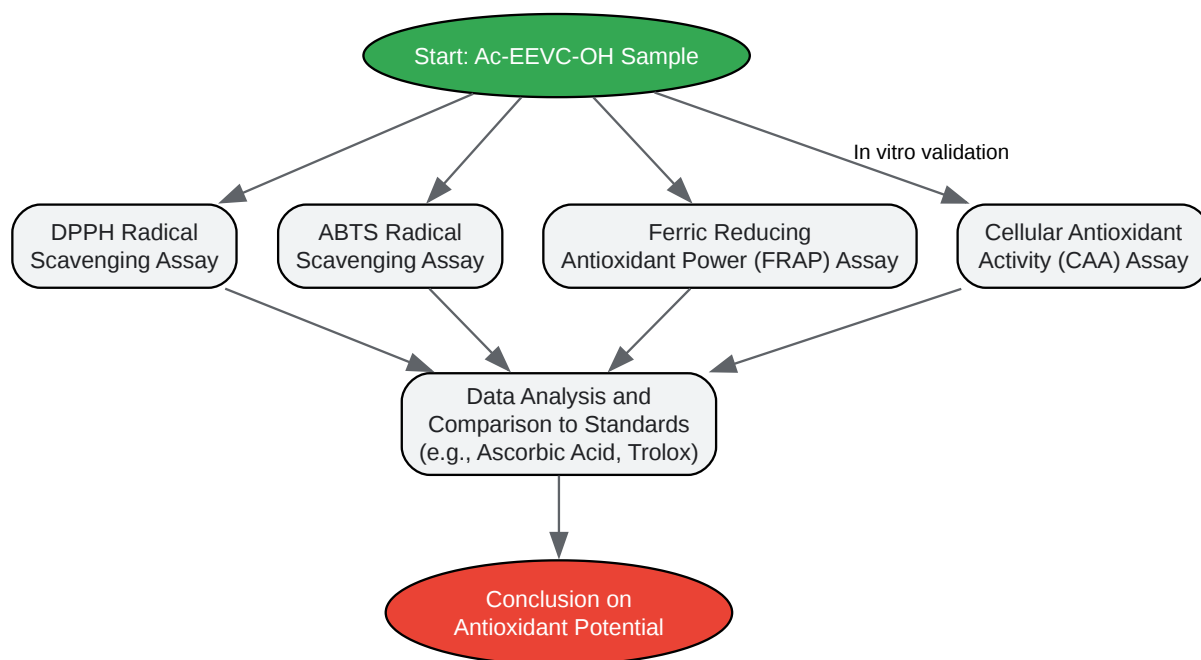 Start: Ac-EEVC-OH Sample
In vitro validation
DPPH Radical
Scavenging Assay
ABTS Radical
Scavenging Assay
Ferric Reducing
Antioxidant Power (FRAP) Assay
Cellular Antioxidant
Activity (CAA) Assay
Data Analysis and
Comparison to Standards
(e.g., Ascorbic Acid, Trolox)
Conclusion on
Antioxidant Potential